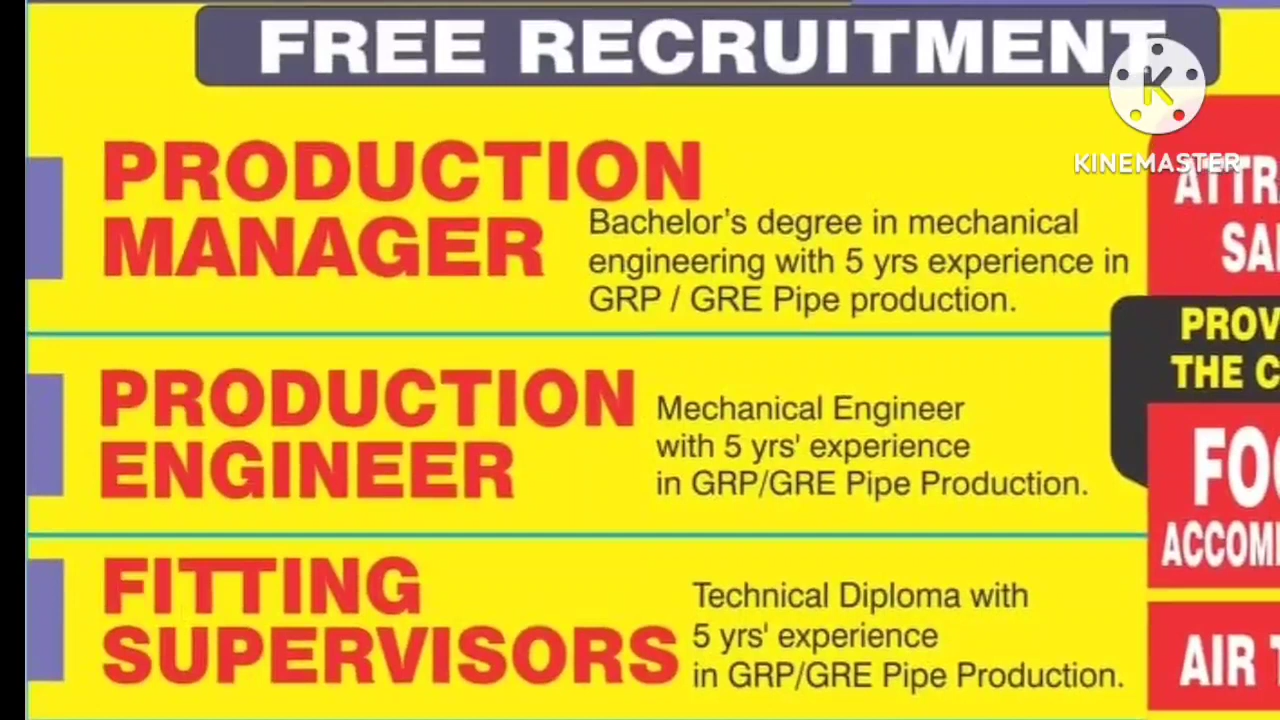 FREE RECRUITMENT
KINEMASTER
PRODUCTION
MANAGER
Bachelor's degree in mechanical
engineering with 5 yrs experience in
GRP / GRE Pipe production.
PRODUCTION
ENGINEER
Mechanical Engineer
with 5 yrs' experience
in GRP/GRE Pipe Production.
FITTING
SUPERVISORS
Technical Diploma with
5 yrs' experience
in GRP/GRE Pipe Production.
THE
AIR